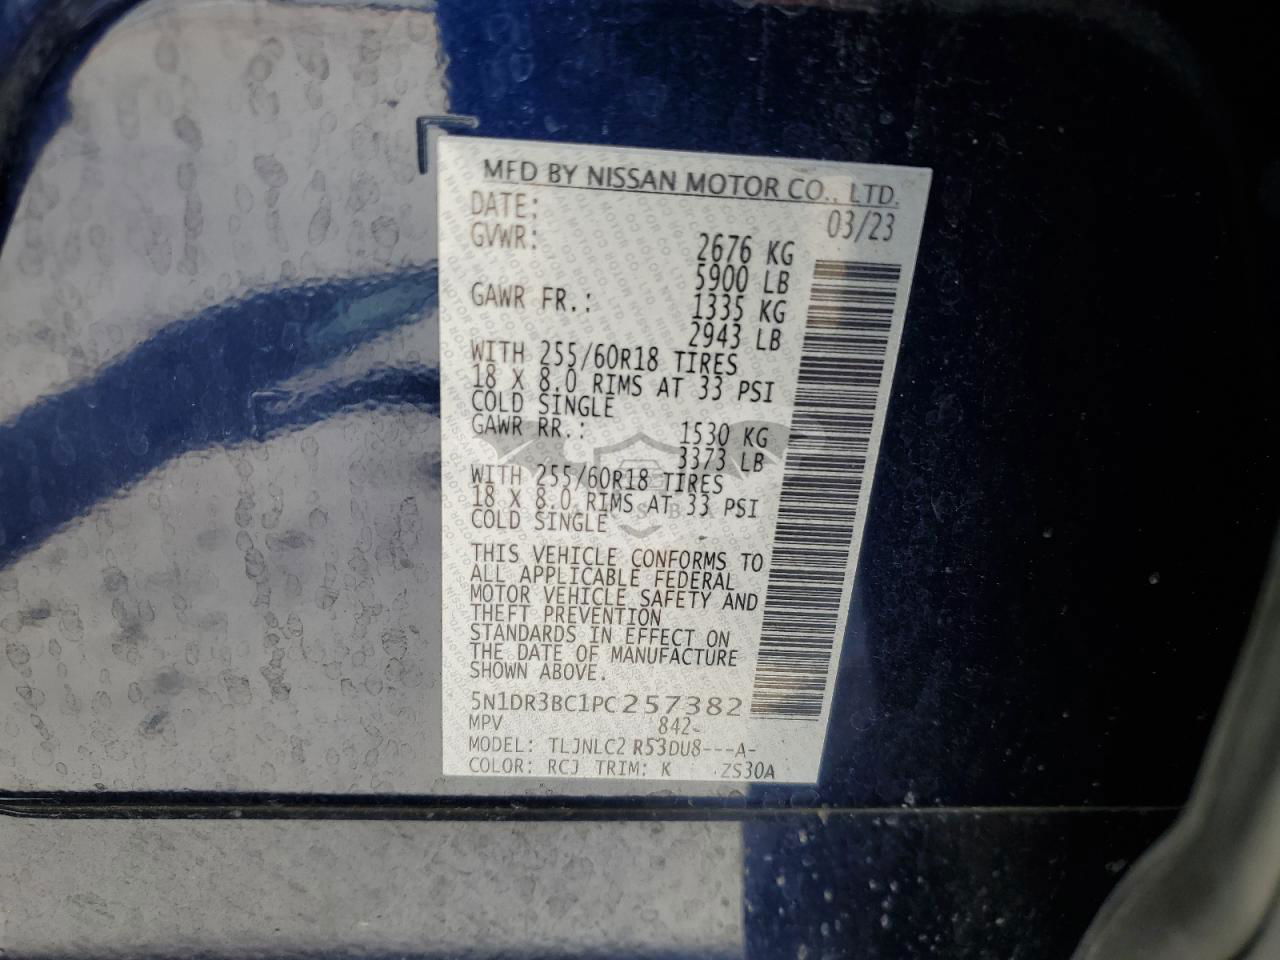 MFD BY NISSAN MOTOR CO., LTD.
DATE: 03/23
GVWR: 2676 KG
5900 LB
GAWR FR.: 1335 KG
2943 LB
WITH 255/60R18 TIRES
18 X 8.0 RIMS AT 33 PSI
COLD SINGLE
GAWR RR.: 1530 KG
3373 LB
WITH 255/60R18 TIRES
18 X 8.0 RIMS AT 33 PSI
COLD SINGLE
THIS VEHICLE CONFORMS TO
ALL APPLICABLE FEDERAL
MOTOR VEHICLE SAFETY AND
THEFT PREVENTION
STANDARDS IN EFFECT ON
THE DATE OF MANUFACTURE
SHOWN ABOVE.
5N1DR3BC1PC257382
MPV 842-
MODEL: TLJNLC2 R53DU8---A-
COLOR: RCJ TRIM: K ZS30A